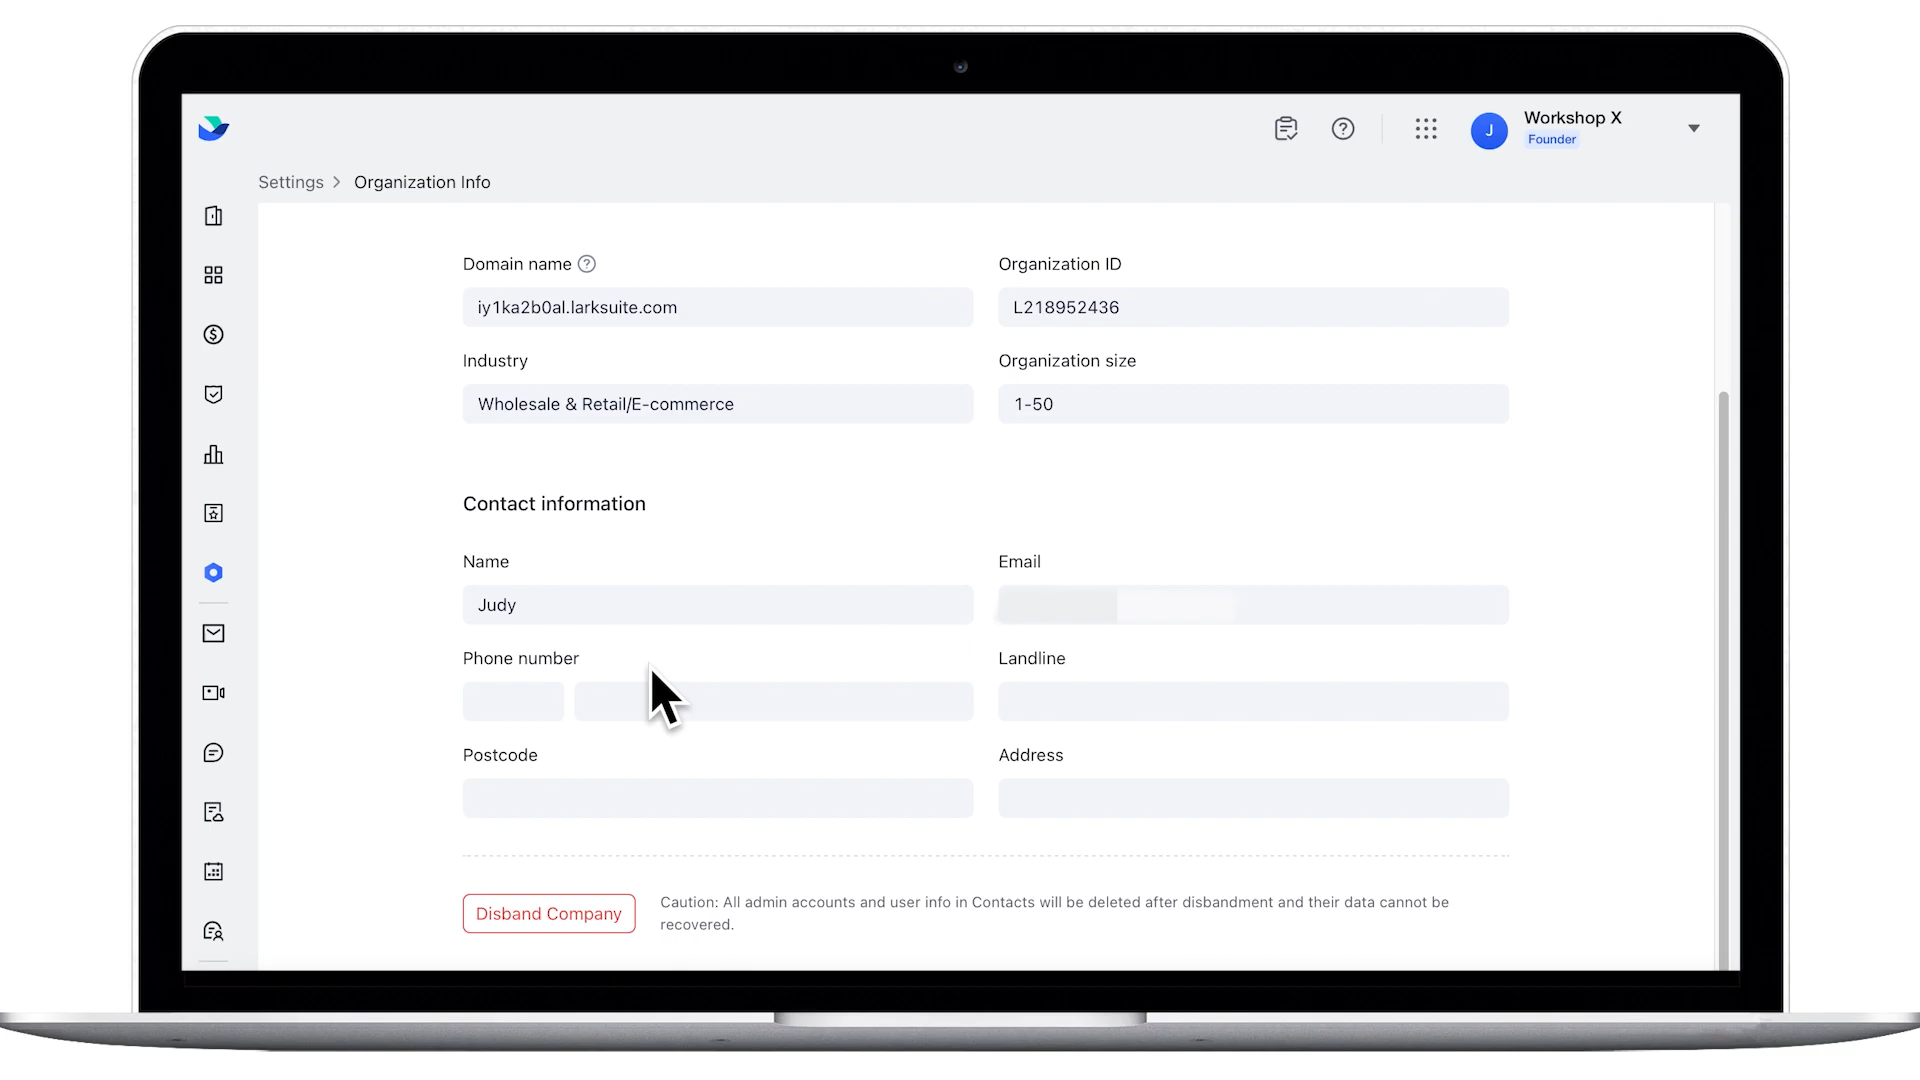 Workshop X
J
Founder
Settings > Organization Info
Domain name ?
Organization ID
iy1ka2b0al.larksuite.com
L218952436
Industry
Organization size
Wholesale & Retail/E-commerce
1-50
Contact information
Name
Email
Judy
Phone number
Landline
Postcode
Address
Disband Company
Caution: All admin accounts and user info in Contacts will be deleted after disbandment and their data cannot be
recovered.